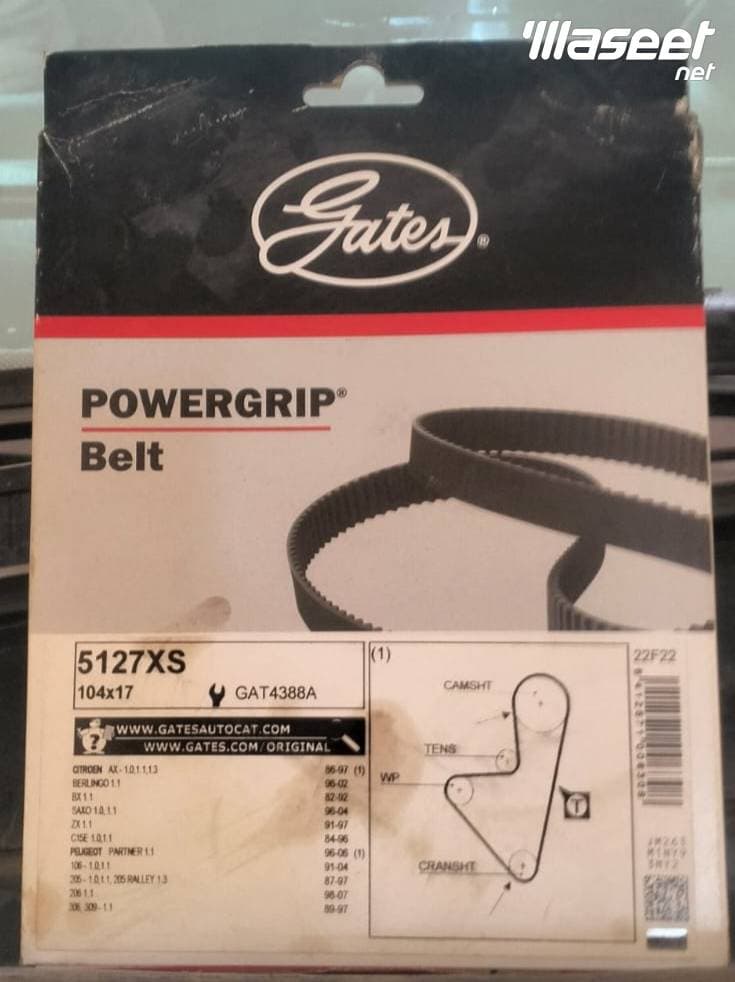 Waseet
net
Gates®
POWERGRIP®
Belt
5127XS
104x17
GAT4388A
WWW.GATESAUTOCAT.COM
WWW.GATES.COM/ORIGINAL
CITROEN AX - 1.0,1.1,1.3 86-97 (1)
BERLINGO 1.1 96-02
BX 1.1 82-92
SAXO 1.0, 1.1 96-04
ZX 1.1 91-97
C15E 1.0,1.1 84-96
PEUGEOT PARTNER 1.1 96-06 (1)
106 - 1.0,1.1 91-04
205 - 1.0,1.1, 205 RALLEY 1.3 87-97
206 1.1 98-07
306, 309 - 1.1 89-97
(1)
CAMSHT
TENS
WP
T
CRANSHT
22F22